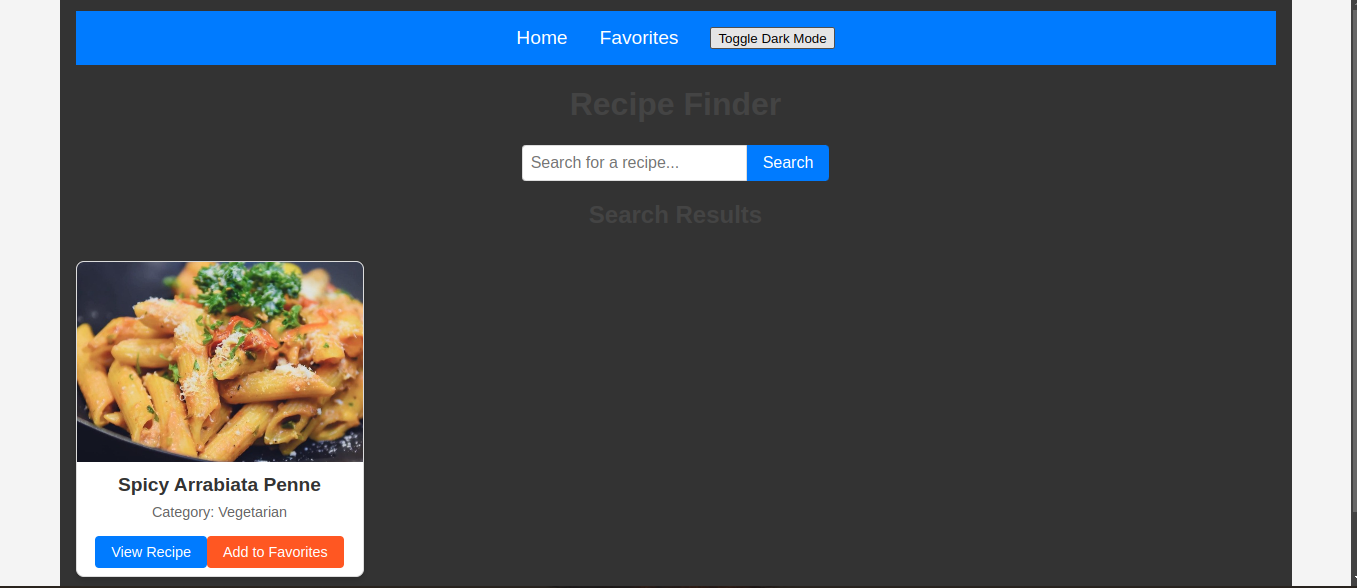 Home Favorites Toggle Dark Mode
Recipe Finder
Search for a recipe... Search
Search Results
Spicy Arrabiata Penne
Category: Vegetarian
View Recipe Add to Favorites